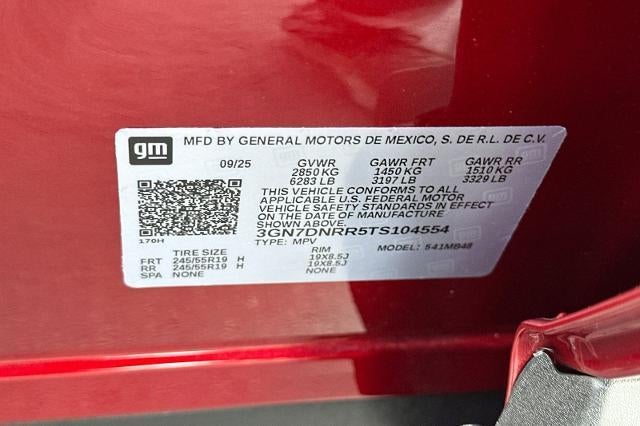 gm MFD BY GENERAL MOTORS DE MEXICO, S. DE R.L. DE C.V.
09/25 GVWR GAWR FRT GAWR RR
2850 KG 1450 KG 1510 KG
6283 LB 3197 LB 3329 LB
THIS VEHICLE CONFORMS TO ALL
APPLICABLE U.S. FEDERAL MOTOR
VEHICLE SAFETY STANDARDS IN EFFECT
ON THE DATE OF MANUFACTURE
SHOWN ABOVE.
3GN7DNRR5TS104554
170H TYPE: MPV MODEL: 541MB48
TIRE SIZE RIM
FRT 245/55R19 H 19X8.5J
RR 245/55R19 H 19X8.5J
SPA NONE NONE